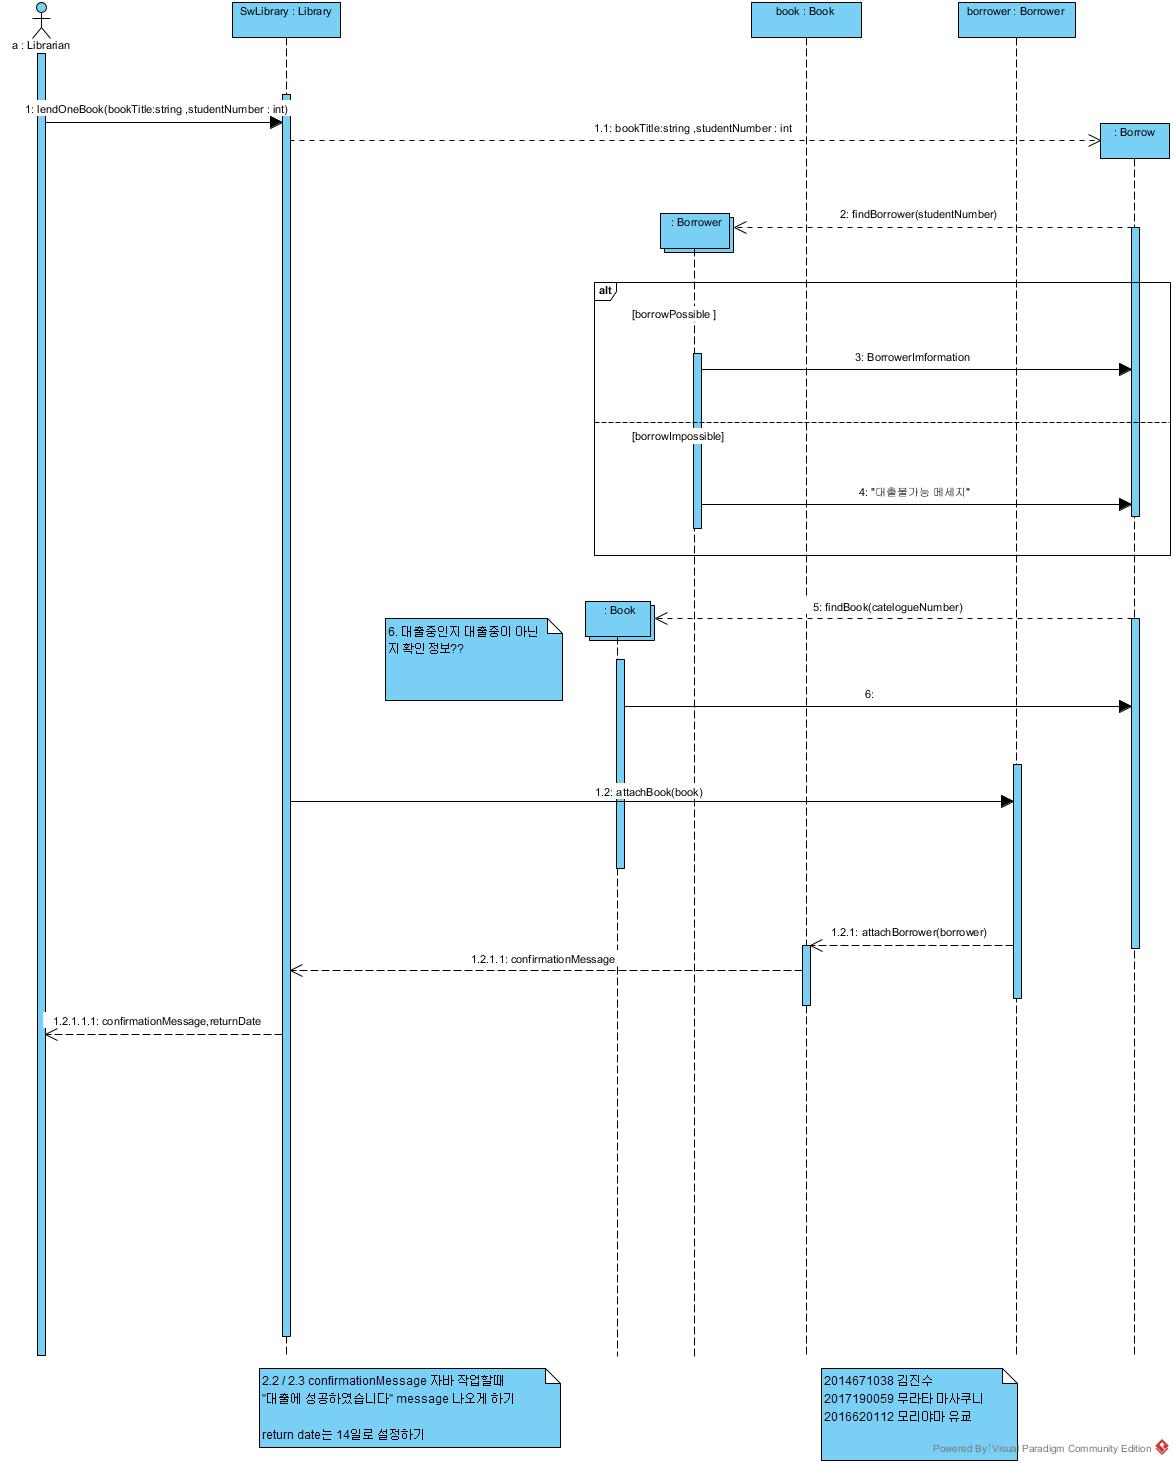 SwLibrary : Library
book : Book
borrower : Borrower
a : Librarian
1: lendOneBook(bookTitle:string ,studentNumber : int)
1.1: bookTitle:string ,studentNumber : int
: Borrow
2: findBorrower(studentNumber)
: Borrower
alt
[borrowPossible ]
3: BorrowerImformation
[borrowImpossible]
4: "대출불가능 메세지"
: Book
5: findBook(catelogueNumber)
6. 대출중인지 대출중이 아닌
지 확인 정보??
6:
1.2: attachBook(book)
1.2.1: attachBorrower(borrower)
1.2.1.1: confirmationMessage
1.2.1.1.1: confirmationMessage,returnDate
2.2 / 2.3 confirmationMessage 자바 작업할때
"대출에 성공하였습니다" message 나오게 하기
return date는 14일로 설정하기
2014671038 김진수
2017190059 무라타 마사쿠니
2016620112 모리야마 유쿄
Powered By Visual Paradigm Community Edition